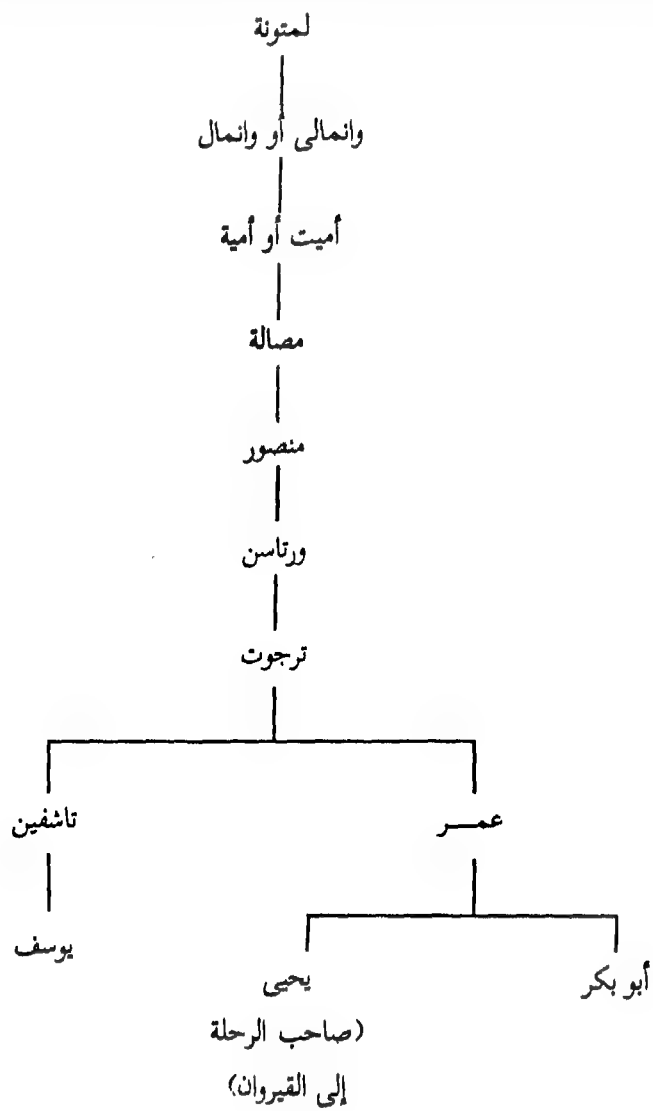 لمتونة
وانمالى أو وانمال
أميت أو أمية
مصالة
منصور
ورتاسن
ترجوت
عمــر
تاشفين
أبو بكر
يحيى
(صاحب الرحلة
إلى القيروان)
يوسف